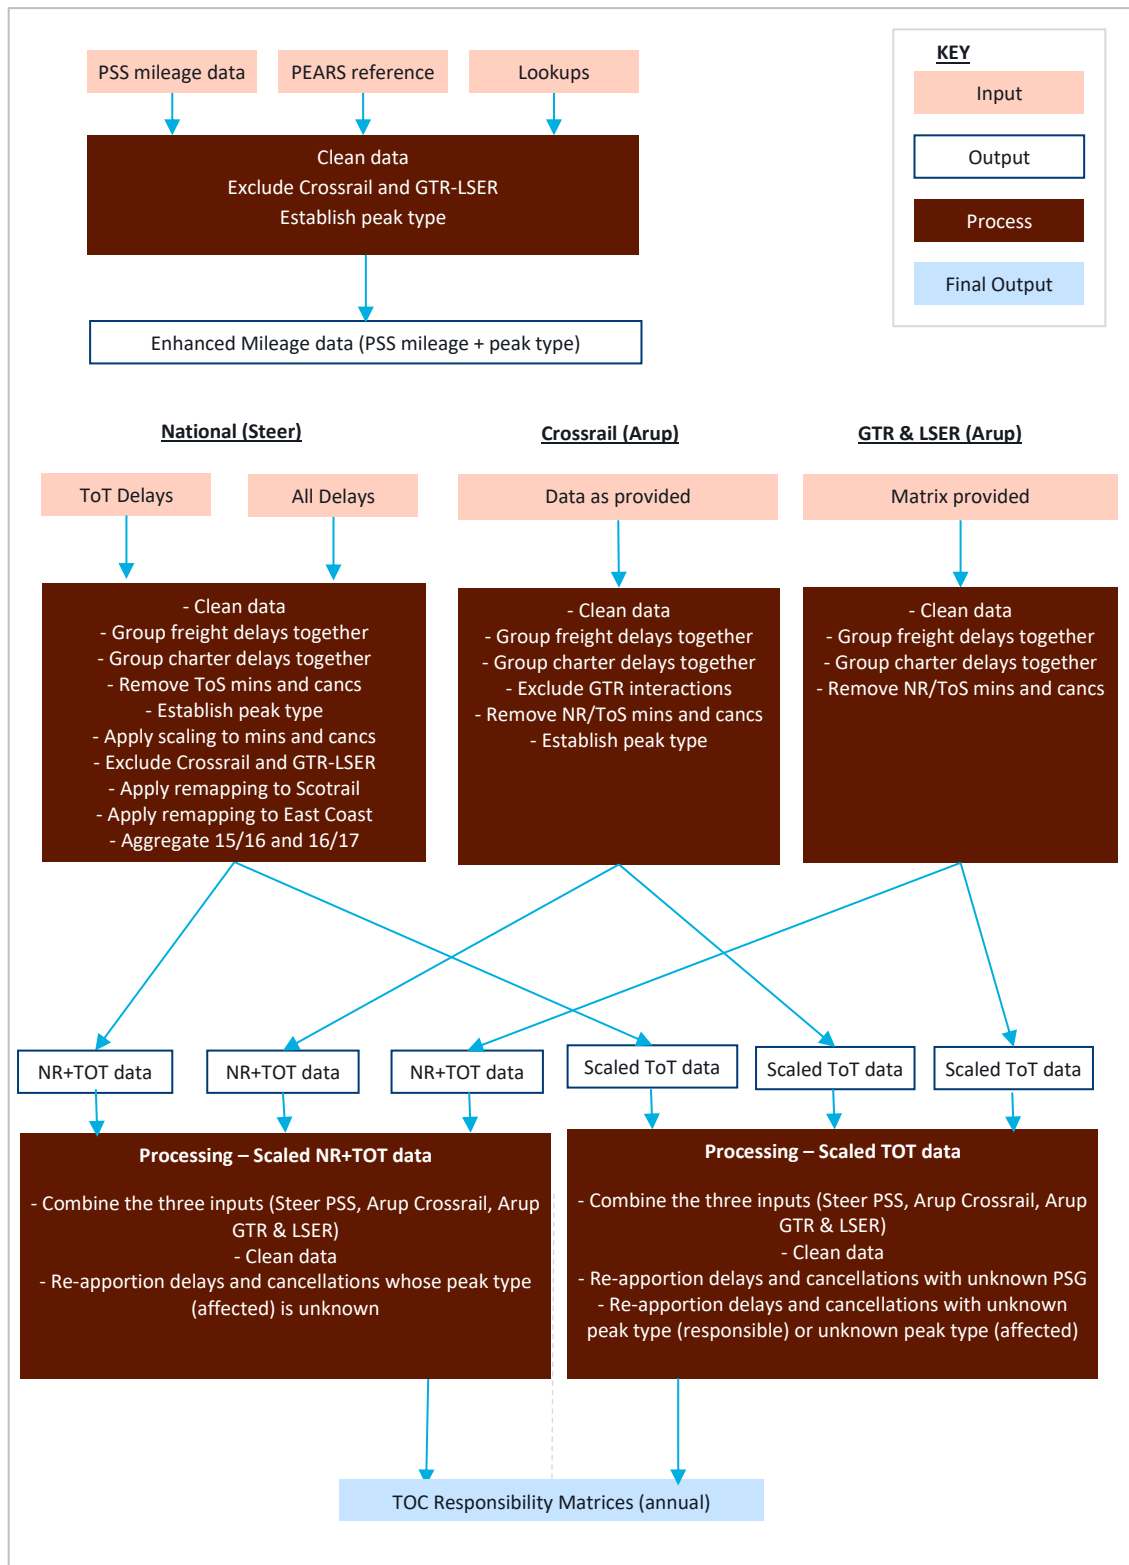 PSS mileage data
PEARS reference
Lookups
Clean data
Exclude Crossrail and GTR-LSER
Establish peak type
Enhanced Mileage data (PSS mileage + peak type)
KEY
Input
Output
Process
Final Output
National (Steer)
Crossrail (Arup)
GTR & LSER (Arup)
ToT Delays
All Delays
Data as provided
Matrix provided
- Clean data
- Group freight delays together
- Group charter delays together
- Remove ToS mins and cancs
- Establish peak type
- Apply scaling to mins and cancs
- Exclude Crossrail and GTR-LSER
- Apply remapping to Scotrail
- Apply remapping to East Coast
- Aggregate 15/16 and 16/17
- Clean data
- Group freight delays together
- Group charter delays together
- Exclude GTR interactions
- Remove NR/ToS mins and cancs
- Establish peak type
- Clean data
- Group freight delays together
- Group charter delays together
- Remove NR/ToS mins and cancs
NR+TOT data
NR+TOT data
NR+TOT data
Scaled ToT data
Scaled ToT data
Scaled ToT data
Processing – Scaled NR+TOT data
- Combine the three inputs (Steer PSS, Arup Crossrail, Arup
GTR & LSER)
- Clean data
- Re-apportion delays and cancellations whose peak type
(affected) is unknown
Processing – Scaled TOT data
- Combine the three inputs (Steer PSS, Arup Crossrail, Arup
GTR & LSER)
- Clean data
- Re-apportion delays and cancellations with unknown PSG
- Re-apportion delays and cancellations with unknown
peak type (responsible) or unknown peak type (affected)
TOC Responsibility Matrices (annual)